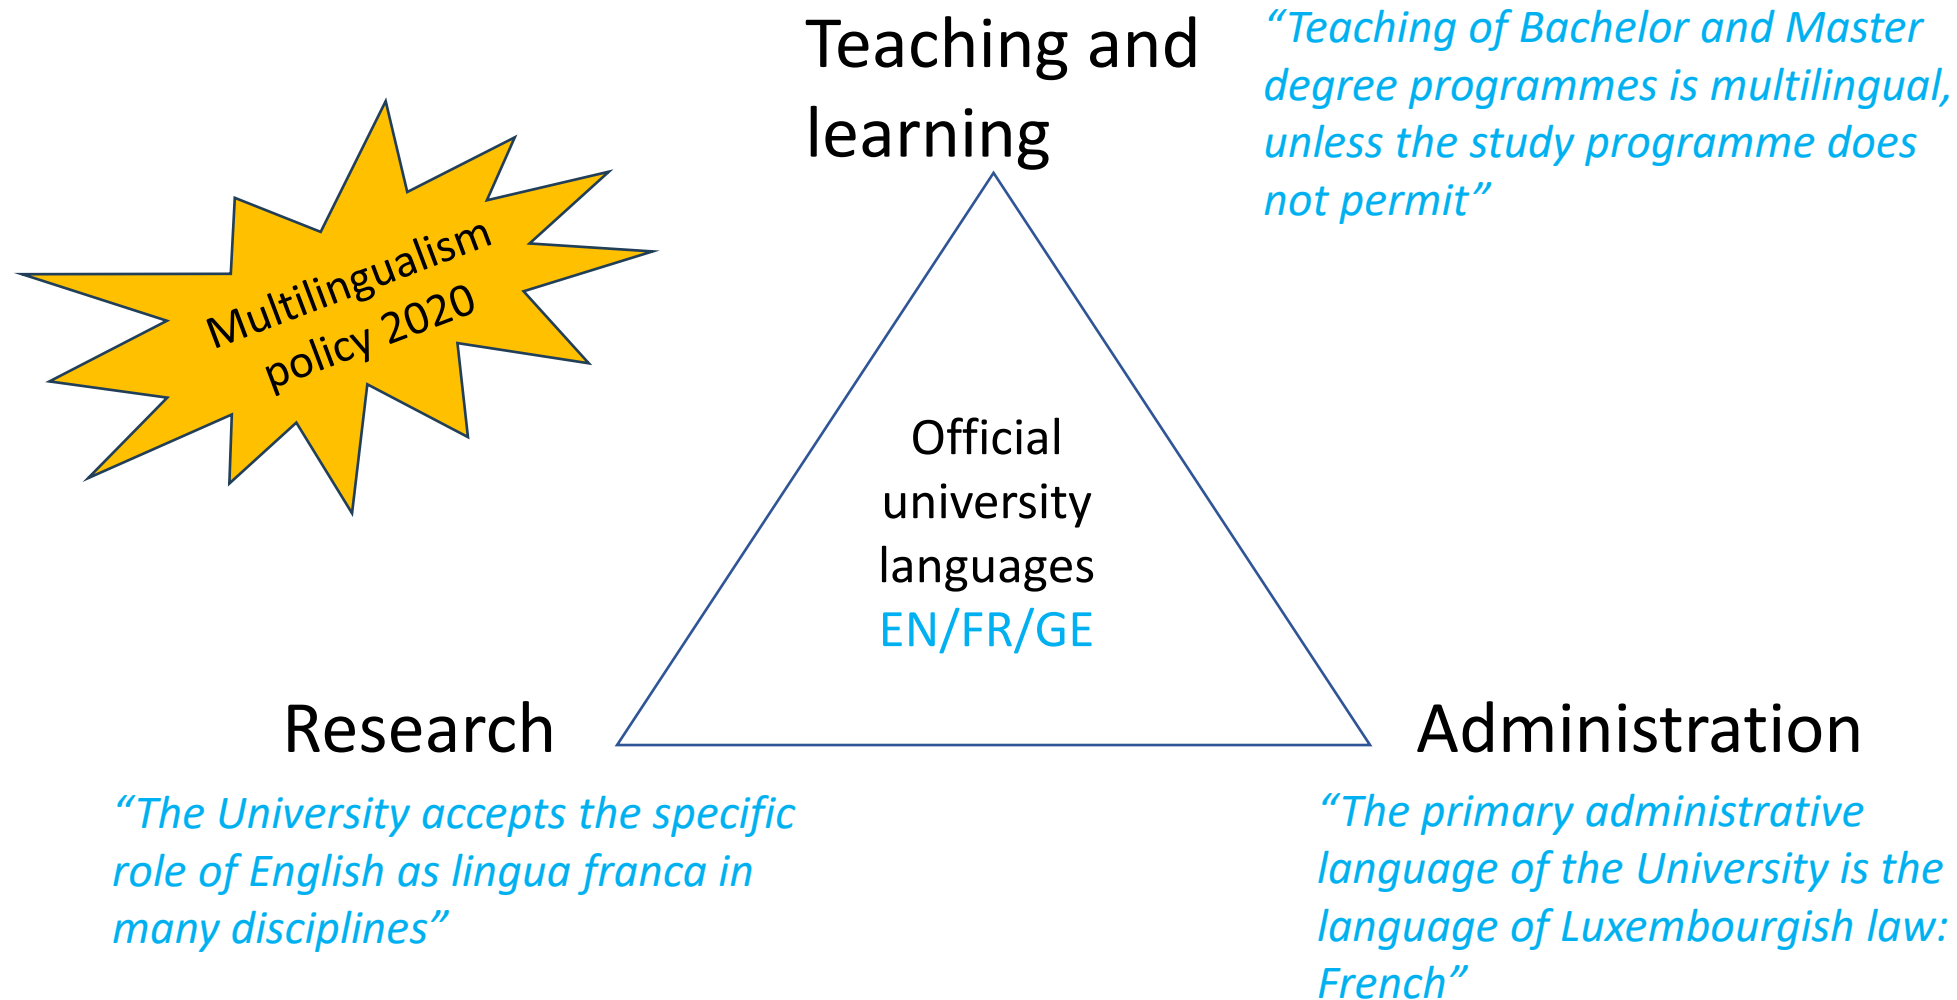 Teaching and
learning
“Teaching of Bachelor and Master
degree programmes is multilingual,
unless the study programme does
not permit”
Multilingualism
policy 2020
Official
university
languages
EN/FR/GE
Research
“The University accepts the specific
role of English as lingua franca in
many disciplines”
Administration
“The primary administrative
language of the University is the
language of Luxembourgish law:
French”